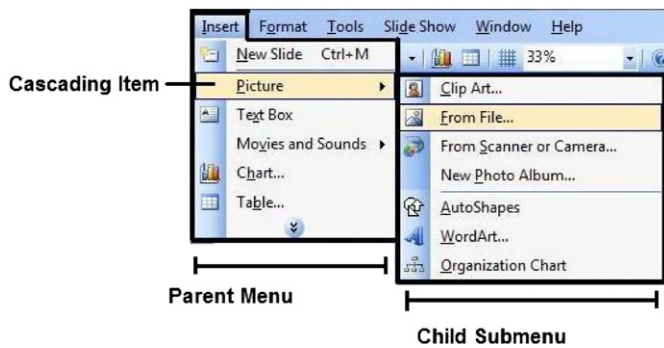 Insert Format Tools Slide Show Window Help
New Slide Ctrl+M
33%
Cascading Item
Picture
Clip Art...
Text Box
From File...
Movies and Sounds
From Scanner or Camera...
Chart...
New Photo Album...
Table...
AutoShapes
WordArt...
Organization Chart
Parent Menu
Child Submenu